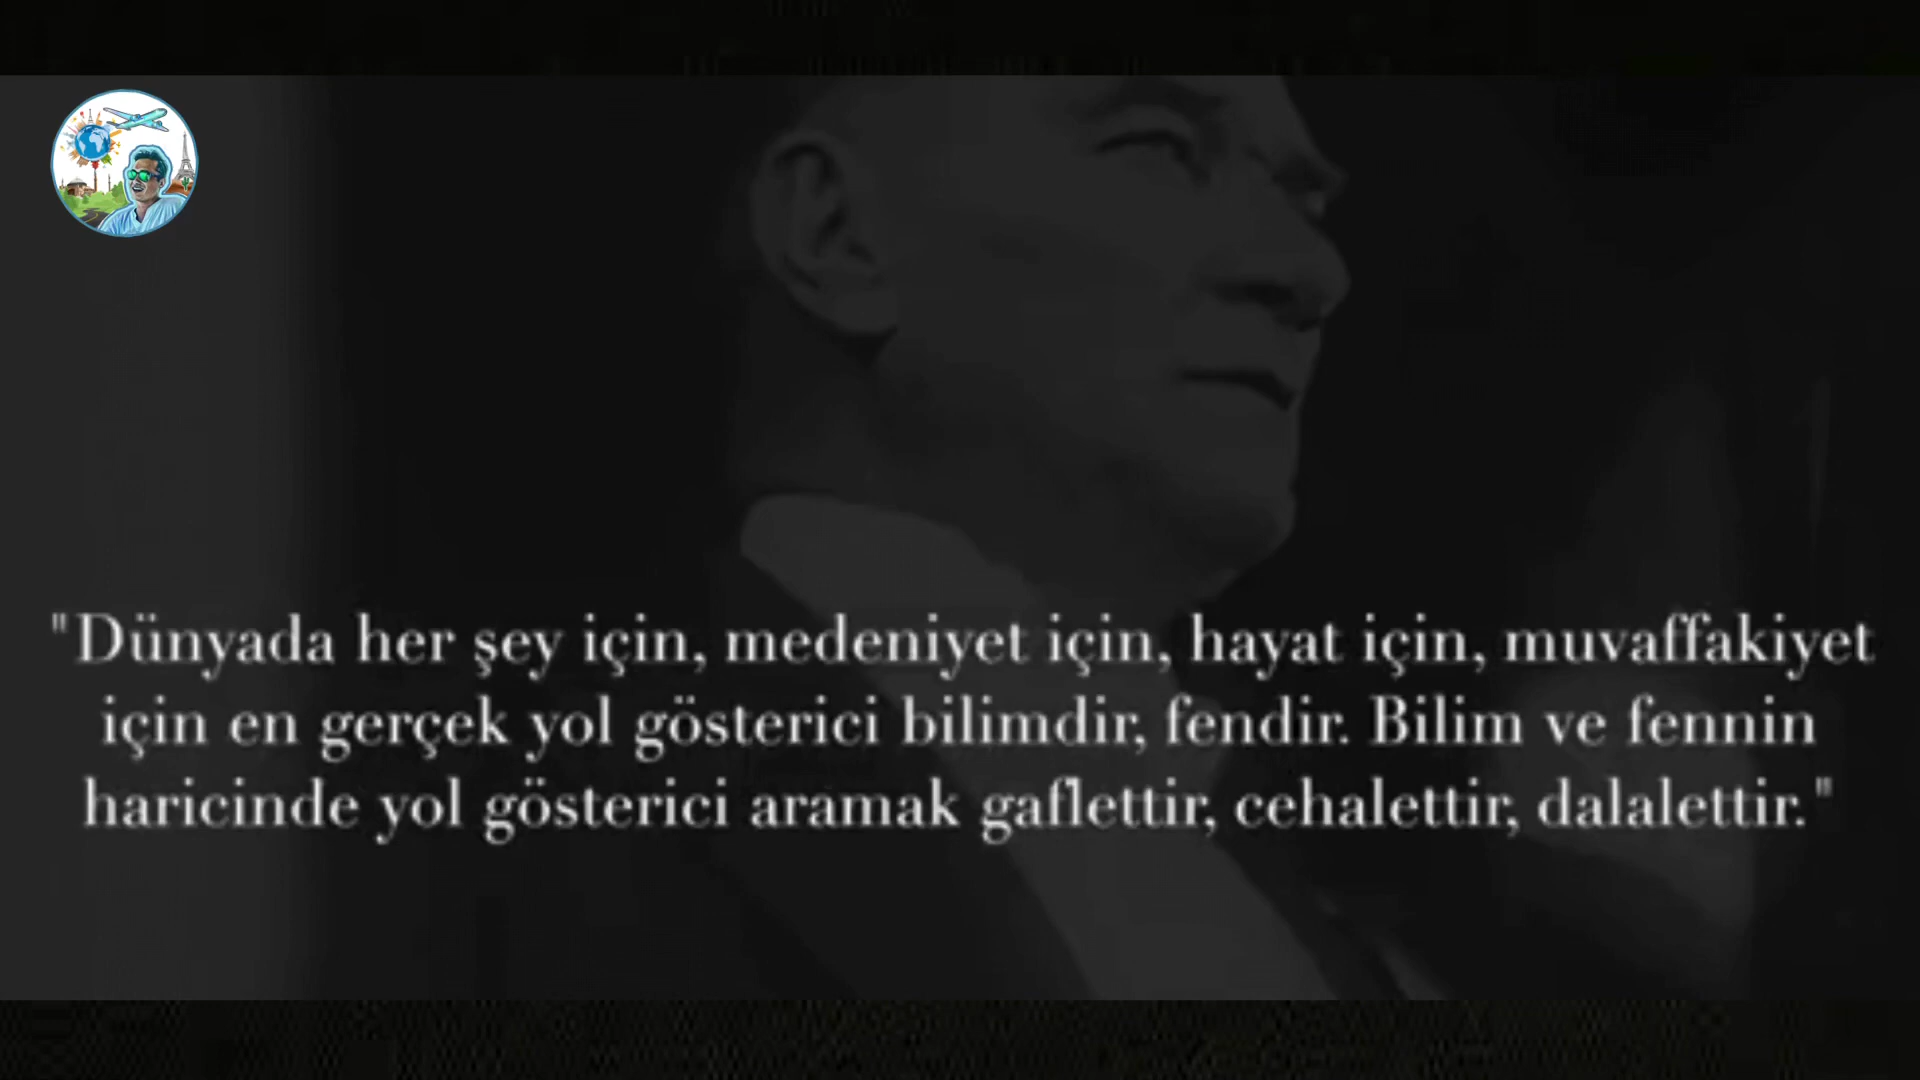 "Dünyada her şey için, medeniyet için, hayat için, muvaffakiyet
için en gerçek yol gösterici bilimdir, fendir. Bilim ve fennin
haricinde yol gösterici aramak gaflettir, cehalettir, dalalettir."